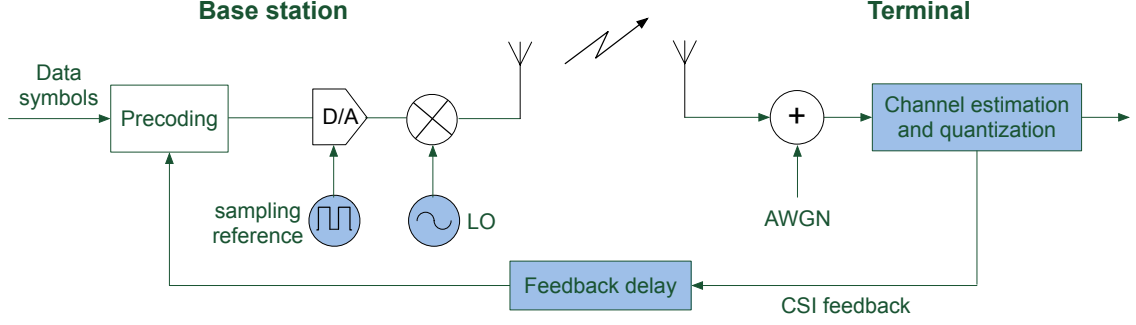 Base station
Terminal
Data
symbols
Precoding
D/A
sampling
reference
LO
+
AWGN
Channel estimation
and quantization
Feedback delay
CSI feedback